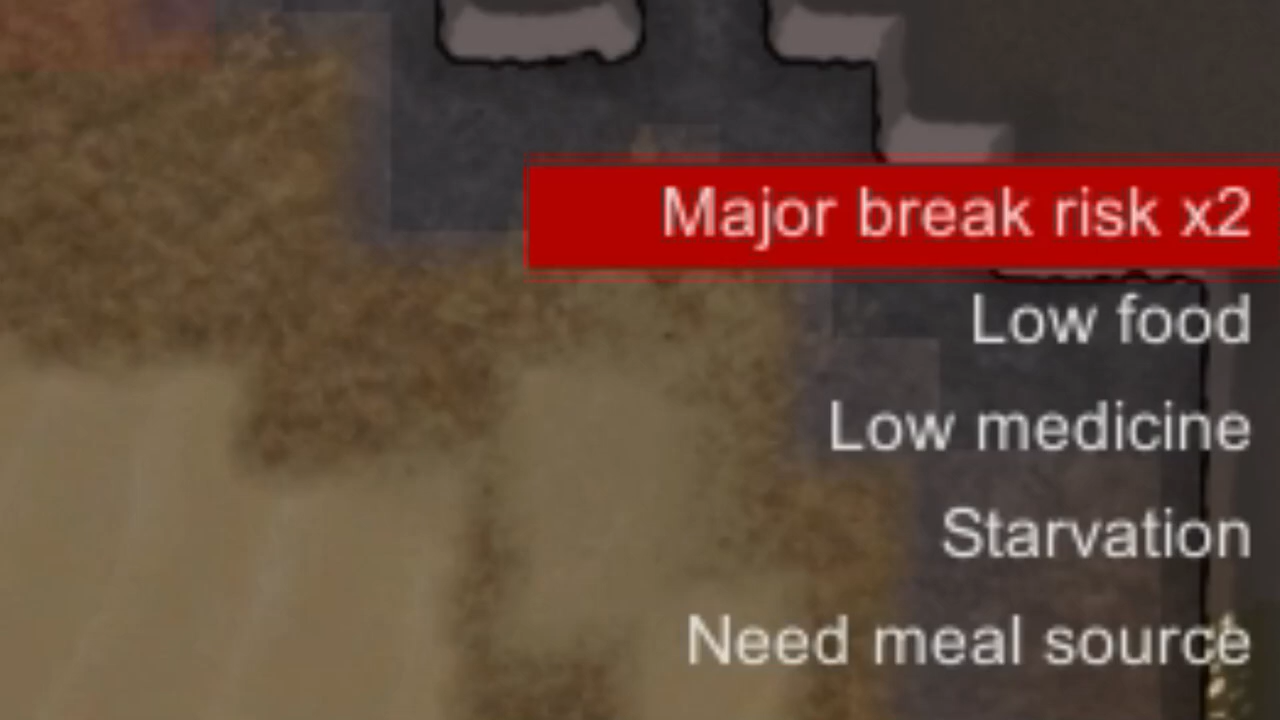 Major break risk x2
Low food
Low medicine
Starvation
Need meal source